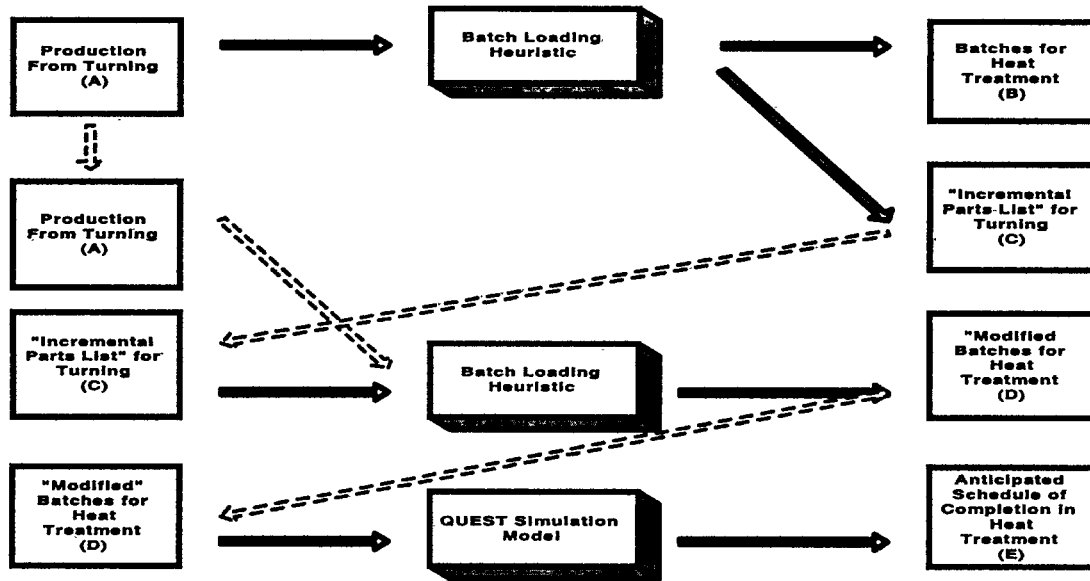 Production
From Turning
(A)
Batch Loading
Heuristic
Batches for
Heat
Treatment
(B)
Production
From Turning
(A)
"Incremental
Parts-List" for
Turning
(C)
"Incremental
Parts List" for
Turning
(C)
Batch Loading
Heuristic
"Modified
Batches for
Heat
Treatment
(D)
"Modified"
Batches for
Heat
Treatment
(D)
QUEST Simulation
Model
Anticipated
Schedule of
Completion in
Heat
Treatment
(E)